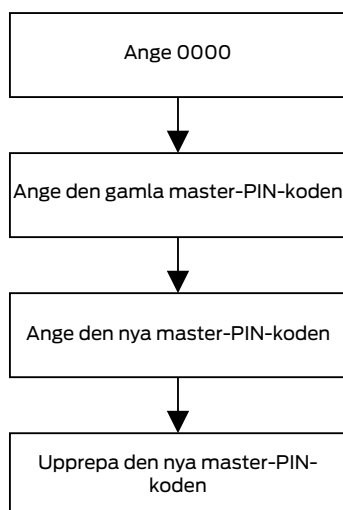 Ange 0000
Ange den gamla master-PIN-koden
Ange den nya master-PIN-koden
Upprepa den nya master-PIN-
koden